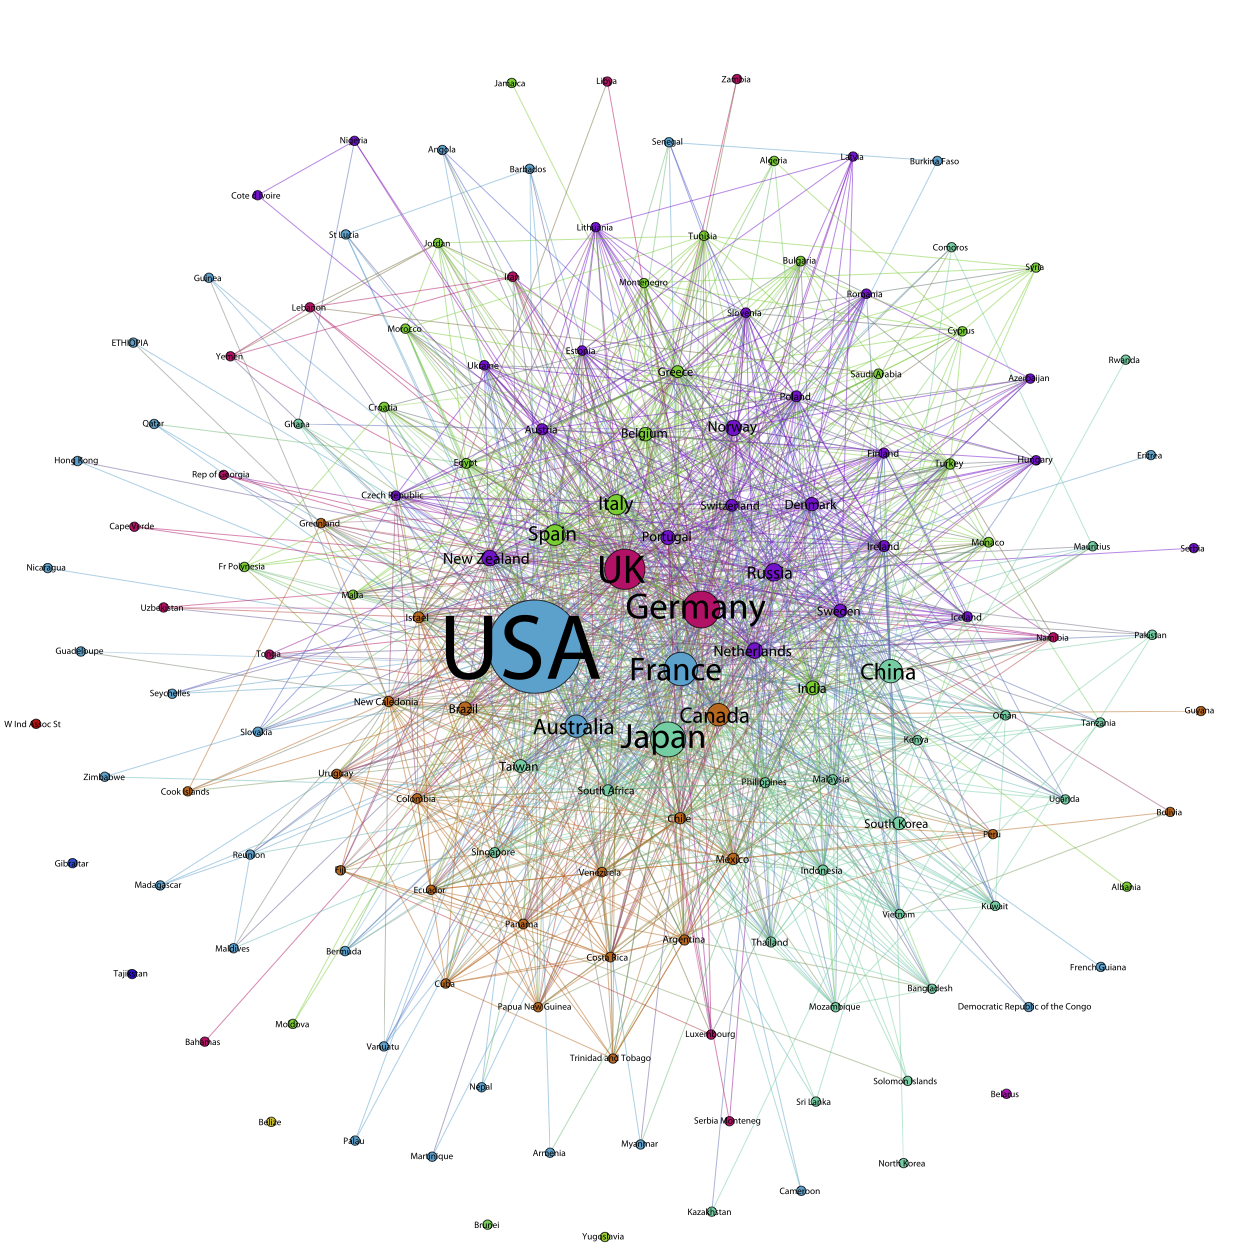 Jamaica
Libya
Zambia
Nigeria
Angola
Senegal
Barbados
Algeria
Latvia
Burkina Faso
Cote d Ivoire
St Luzia
Lithunia
Jordan
Tunisia
Comoros
Guinea
Iran
Montenegro
Bulgaria
Syria
Lebanon
Romania
Slovenia
ETHIOPIA
Morocco
Cyprus
Yemen
Estonia
Rwanda
Ukraine
Greece
Saudi Arabia
Azerbaijan
Croatia
Poland
Qatar
Ghana
Austria
Belgium
Norway
Hong Kong
Egypt
Finland
Turkey
Hungary
Eritrea
Rep of Georgia
Czech Republic
Italy
Switzerland
Denmark
Cape Verde
Greenland
Spain
Portugal
Ireland
Monaco
Mauritius
Serbia
New Zealand
Nicaragua
Fr Polynesia
UK
Russia
Malta
Uzbekistan
Israel
Germany
Sweden
Iceland
Namibia
Pakistan
Guadeloupe
Tonga
USA
Netherlands
France
China
Seychelles
New Caledonia
Brazil
India
W Ind Assoc St
Slovakia
Australia
Canada
Japan
Oman
Tanzania
Guyana
Kenya
Zimbabwe
Uruguay
Taiwan
Philippines
Malaysia
Cook Islands
Colombia
South Africa
Uganda
Bolivia
Chile
South Korea
Peru
Gibraltar
Reunion
Singapore
Mexico
Madagascar
Fiji
Ecuador
Venezuela
Indonesia
Albania
Kuwait
Panama
Vietnam
Maldives
Bermuda
Argentina
Thailand
Costa Rica
Tajikstan
Cuba
French Guiana
Bangladesh
Papua New Guinea
Mozambique
Democratic Republic of the Congo
Moldova
Bahamas
Vanuatu
Luxembourg
Trinidad and Tobago
Nepal
Solomon Islands
Belarus
Sri Lanka
Belize
Serbia Monteneg
Palau
Martinique
Armenia
Myanmar
North Korea
Cameroon
Kazakhstan
Brunei
Yugoslavia